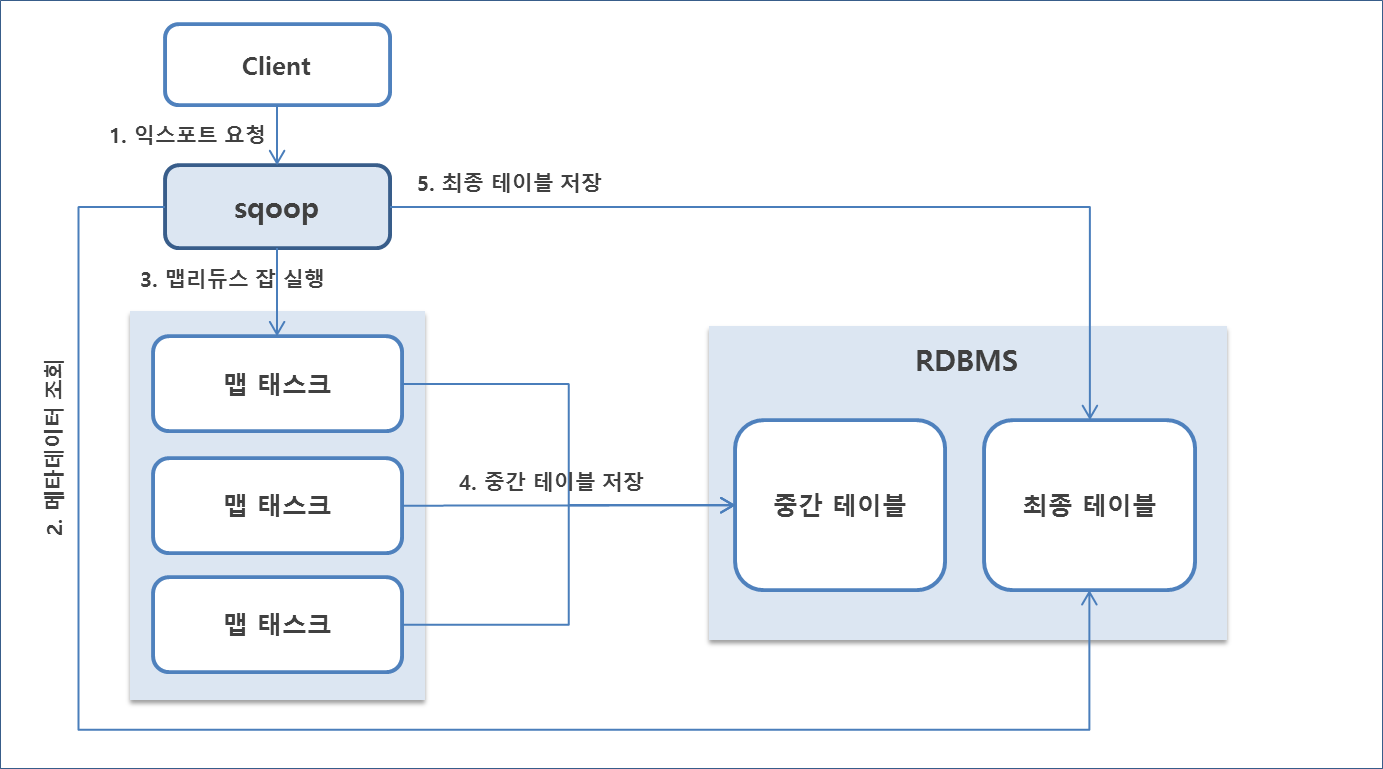 Client
1. 익스포트 요청
sqoop
5. 최종 테이블 저장
3. 맵리듀스 잡 실행
2. 메타데이터 조회
맵 태스크
맵 태스크
맵 태스크
4. 중간 테이블 저장
RDBMS
중간 테이블
최종 테이블